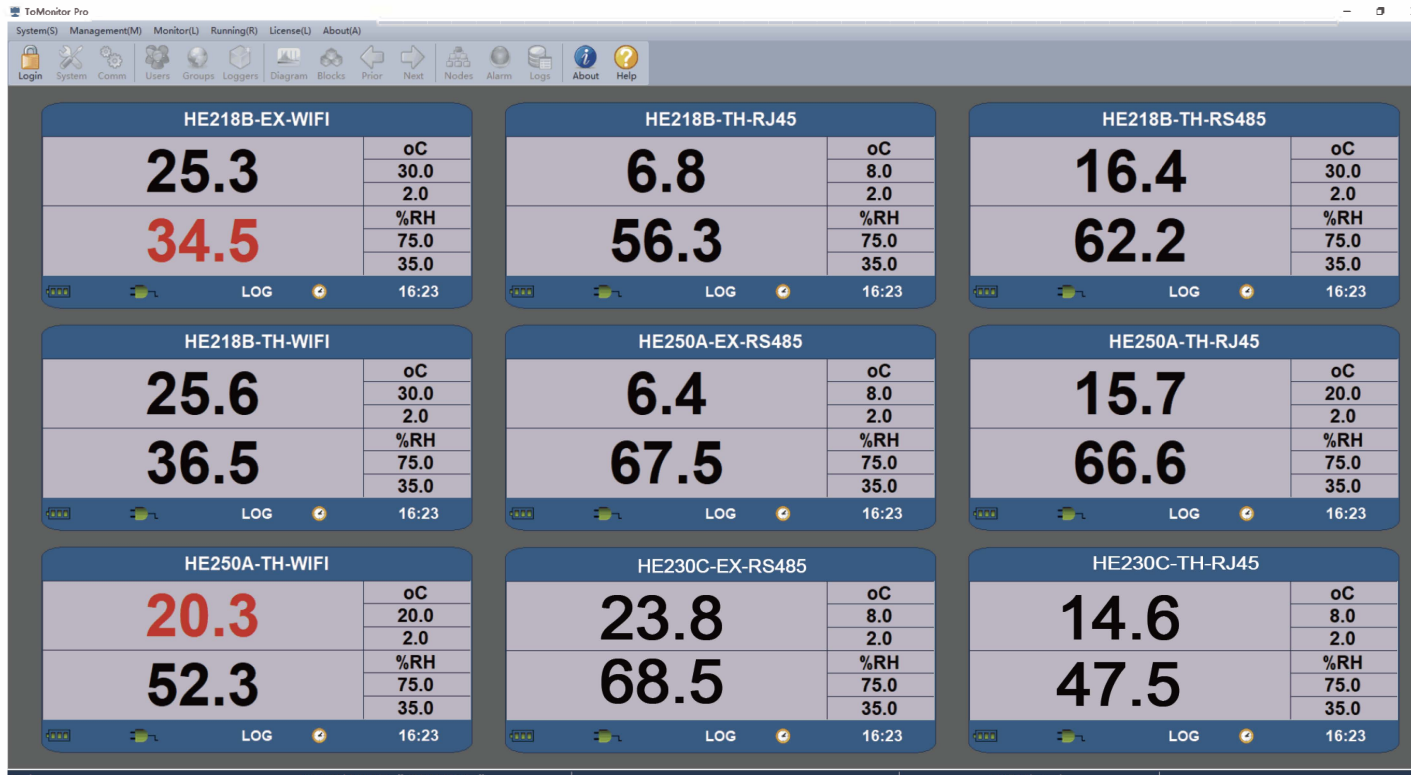 ToMonitor Pro
System(S) Management(M) Monitor(L) Running(R) License(L) About(A)
Login System Comm Users Groups Loggers Diagram Blocks Prior Next Nodes Alarm Logs About Help
HE218B-EX-WIFI
25.3
oC
30.0
2.0
34.5
%RH
75.0
35.0
LOG 16:23
HE218B-TH-RJ45
6.8
oC
8.0
2.0
56.3
%RH
75.0
35.0
LOG 16:23
HE218B-TH-RS485
16.4
oC
30.0
2.0
62.2
%RH
75.0
35.0
LOG 16:23
HE218B-TH-WIFI
25.6
oC
30.0
2.0
36.5
%RH
75.0
35.0
LOG 16:23
HE250A-EX-RS485
6.4
oC
8.0
2.0
67.5
%RH
75.0
35.0
LOG 16:23
HE250A-TH-RJ45
15.7
oC
20.0
2.0
66.6
%RH
75.0
35.0
LOG 16:23
HE250A-TH-WIFI
20.3
oC
20.0
2.0
52.3
%RH
75.0
35.0
LOG 16:23
HE230C-EX-RS485
23.8
oC
8.0
2.0
68.5
%RH
75.0
35.0
LOG 16:23
HE230C-TH-RJ45
14.6
oC
8.0
2.0
47.5
%RH
75.0
35.0
LOG 16:23